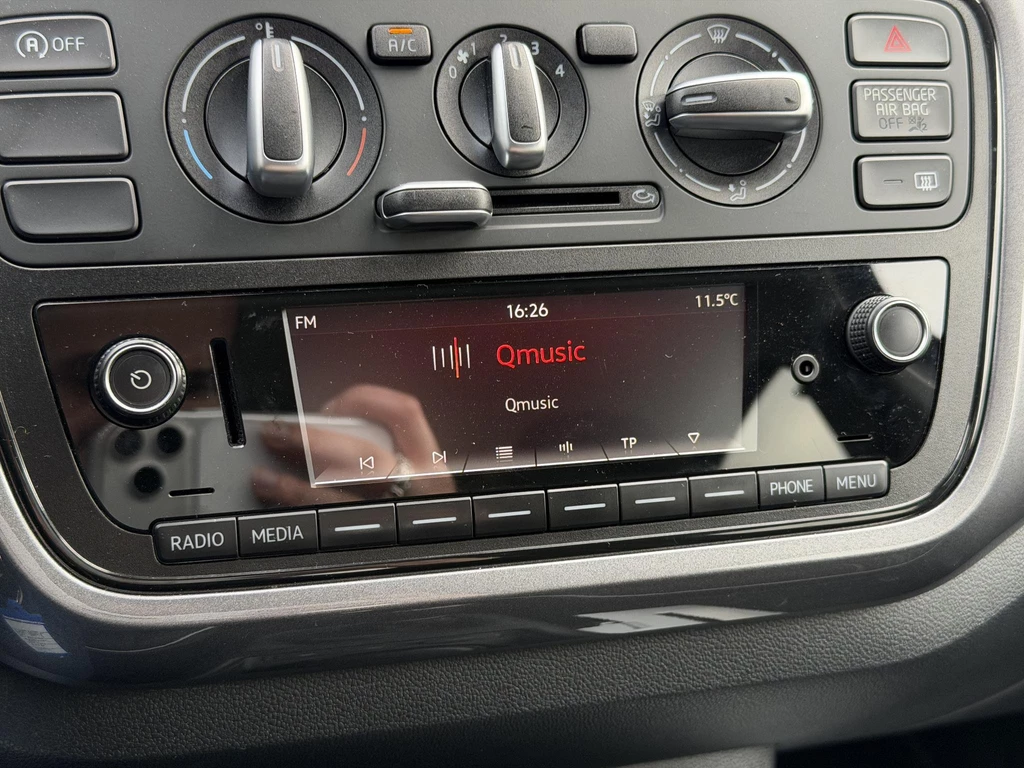 A OFF
A/C
0 1 2 3 4
PASSENGER
AIR BAG
OFF
FM
16:26
11.5°C
Qmusic
Qmusic
TP
RADIO
MEDIA
PHONE
MENU